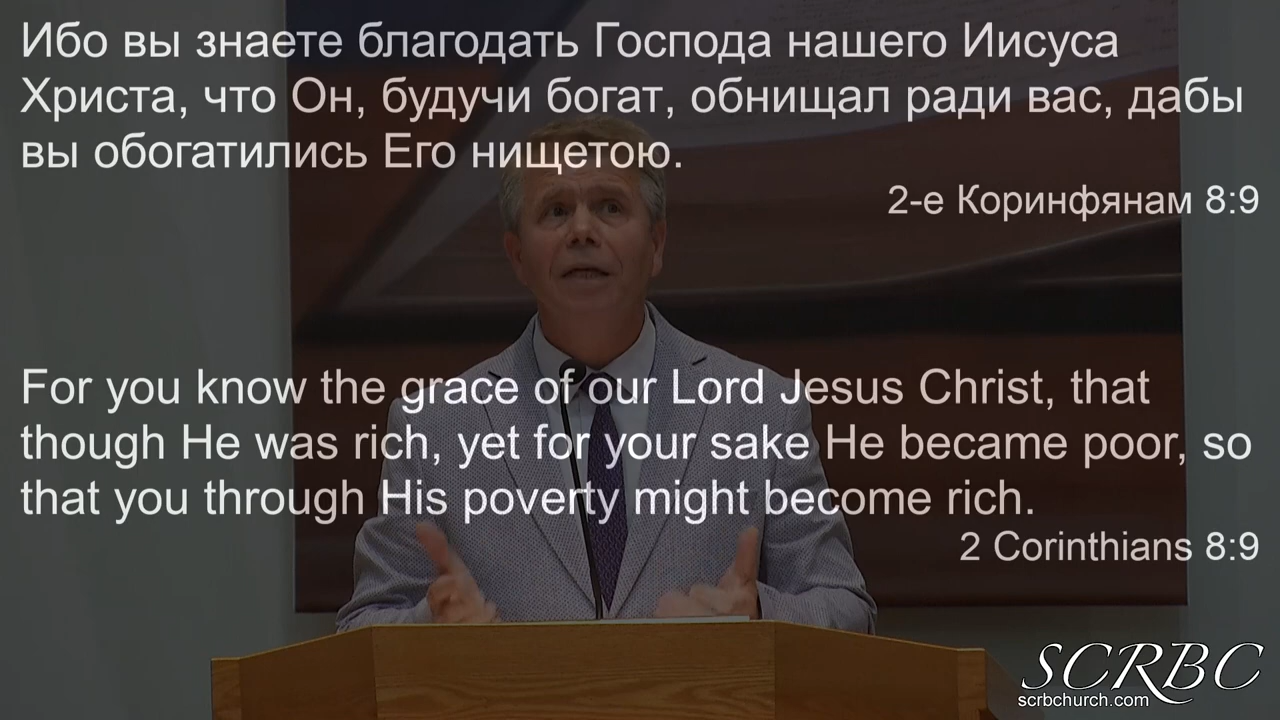 Ибо вы знаете благодать Господа нашего Иисуса
Христа, что Он, будучи богат, обнищал ради вас, дабы
вы обогатились Его нищетою.
2-е Коринфянам 8:9
For you know the grace of our Lord Jesus Christ, that
though He was rich, yet for your sake He became poor, so
that you through His poverty might become rich.
2 Corinthians 8:9
SCRBC
scrbchurch.com